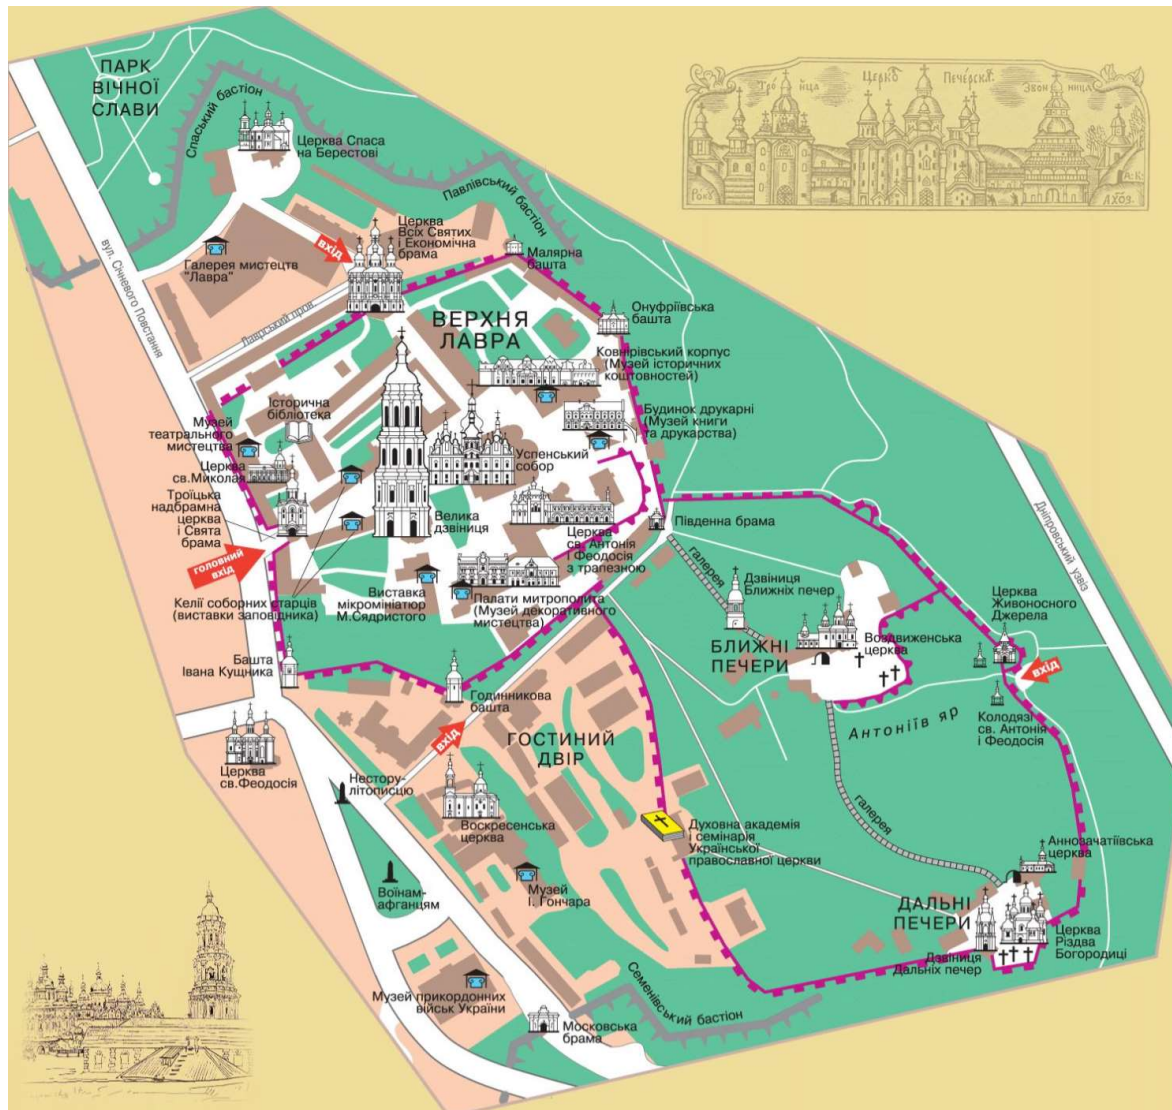 ПАРК
ВІЧНОЇ
СЛАВИ
Спаський бастіон
Церква Спаса
на Берестові
Павлівський бастіон
Церква
Всіх Святих
і Економічна
брама
вхід
Галерея мистецтв
"Лавра"
Малярна
башта
вул. Січневого Повстання
Лаврський пров.
ВЕРХНЯ
ЛАВРА
Онуфріївська
башта
Ковнірівський корпус
(Музей історичних
коштовностей)
Історична
бібліотека
Будинок друкарні
(Музей книги
та друкарства)
Музей
театрального
мистецтва
Церква
св.Миколая
Успенський
собор
Троїцька
надбрамна
церква
і Свята
брама
Велика
дзвіниця
Церква
св. Антонія
і Феодосія
з трапезною
Південна брама
Дніпровський узвіз
головний
вхід
галерея
Дзвіниця
Ближніх печер
Келії соборних старців
(виставки заповідника)
Виставка
мікромініатюр
М.Сядристого
Палати митрополита
(Музей декоративного
мистецтва)
Церква
Живоносного
Джерела
БЛИЖНІ
ПЕЧЕРИ
Воздвиженська
церква
вхід
Башта
Івана Кущника
Годинникова
башта
Антоніїв яр
Колодязі
св. Антонія
і Феодосія
вхід
ГОСТИНИЙ
ДВІР
Церква
св.Феодосія
Нестору-
літописцю
Воскресенська
церква
галерея
Духовна академія
і семінарія
Української
православної церкви
Аннозачатіївська
церква
Воїнам-
афганцям
Музей
І. Гончара
ДАЛЬНІ
ПЕЧЕРИ
Церква
Різдва
Богородиці
Дзвіниця
Дальніх печер
Семенівський бастіон
Музей прикордонних
військ України
Московська
брама